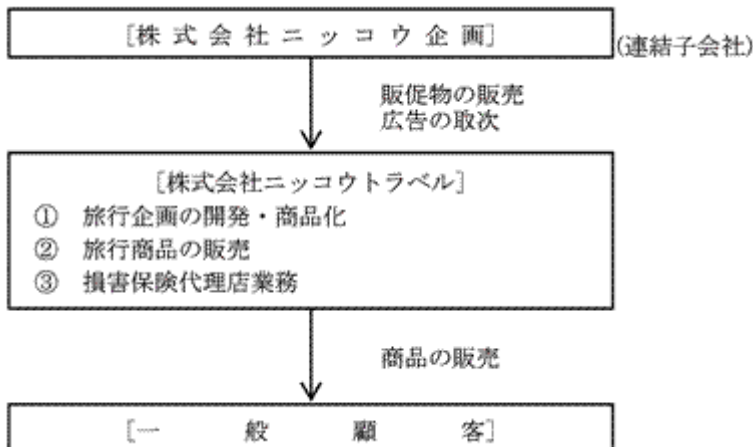 [株式会社ニッコウ企画]
(連結子会社)
販促物の販売
広告の取次
[株式会社ニッコウトラベル]
① 旅行企画の開発・商品化
② 旅行商品の販売
③ 損害保険代理店業務
商品の販売
[一般顧客]